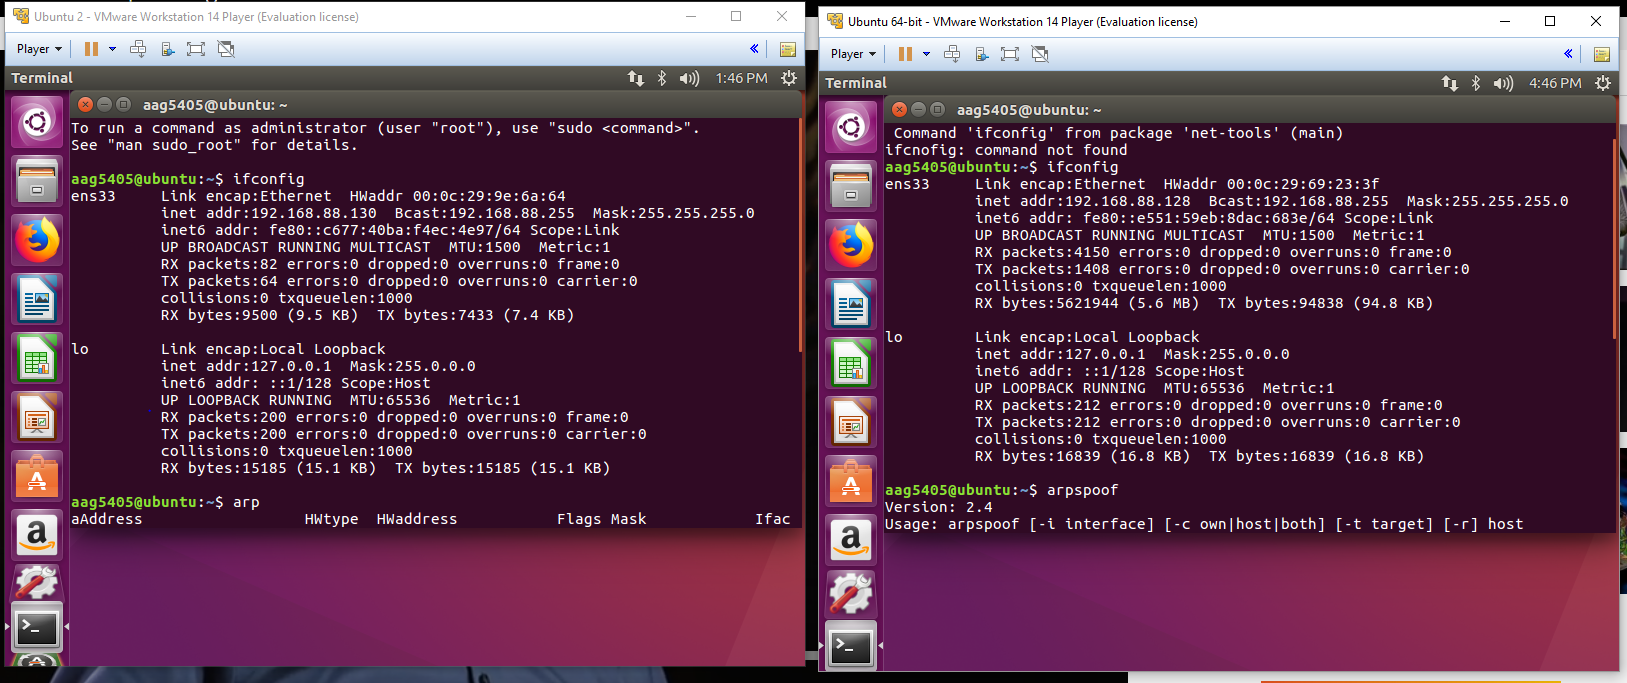 Ubuntu 2 - VMware Workstation 14 Player (Evaluation license)
Player
Terminal
1:46 PM
aag5405@ubuntu: ~
To run a command as administrator (user "root"), use "sudo <command>".
See "man sudo_root" for details.
aag5405@ubuntu:~$ ifconfig
ens33 Link encap:Ethernet HWaddr 00:0c:29:9e:6a:64
inet addr:192.168.88.130 Bcast:192.168.88.255 Mask:255.255.255.0
inet6 addr: fe80::c677:40ba:f4ec:4e97/64 Scope:Link
UP BROADCAST RUNNING MULTICAST MTU:1500 Metric:1
RX packets:82 errors:0 dropped:0 overruns:0 frame:0
TX packets:64 errors:0 dropped:0 overruns:0 carrier:0
collisions:0 txqueuelen:1000
RX bytes:9500 (9.5 KB) TX bytes:7433 (7.4 KB)
lo Link encap:Local Loopback
inet addr:127.0.0.1 Mask:255.0.0.0
inet6 addr: ::1/128 Scope:Host
UP LOOPBACK RUNNING MTU:65536 Metric:1
RX packets:200 errors:0 dropped:0 overruns:0 frame:0
TX packets:200 errors:0 dropped:0 overruns:0 carrier:0
collisions:0 txqueuelen:1000
RX bytes:15185 (15.1 KB) TX bytes:15185 (15.1 KB)
aag5405@ubuntu:~$ arp
aAddress HWtype HWaddress Flags Mask Ifac
Ubuntu 64-bit - VMware Workstation 14 Player (Evaluation license)
Player
Terminal
4:46 PM
aag5405@ubuntu: ~
Command 'ifconfig' from package 'net-tools' (main)
ifcnofig: command not found
aag5405@ubuntu:~$ ifconfig
ens33 Link encap:Ethernet HWaddr 00:0c:29:69:23:3f
inet addr:192.168.88.128 Bcast:192.168.88.255 Mask:255.255.255.0
inet6 addr: fe80::e551:59eb:8dac:683e/64 Scope:Link
UP BROADCAST RUNNING MULTICAST MTU:1500 Metric:1
RX packets:4150 errors:0 dropped:0 overruns:0 frame:0
TX packets:1408 errors:0 dropped:0 overruns:0 carrier:0
collisions:0 txqueuelen:1000
RX bytes:5621944 (5.6 MB) TX bytes:94838 (94.8 KB)
lo Link encap:Local Loopback
inet addr:127.0.0.1 Mask:255.0.0.0
inet6 addr: ::1/128 Scope:Host
UP LOOPBACK RUNNING MTU:65536 Metric:1
RX packets:212 errors:0 dropped:0 overruns:0 frame:0
TX packets:212 errors:0 dropped:0 overruns:0 carrier:0
collisions:0 txqueuelen:1000
RX bytes:16839 (16.8 KB) TX bytes:16839 (16.8 KB)
aag5405@ubuntu:~$ arpspoof
Version: 2.4
Usage: arpspoof [-i interface] [-c own|host|both] [-t target] [-r] host